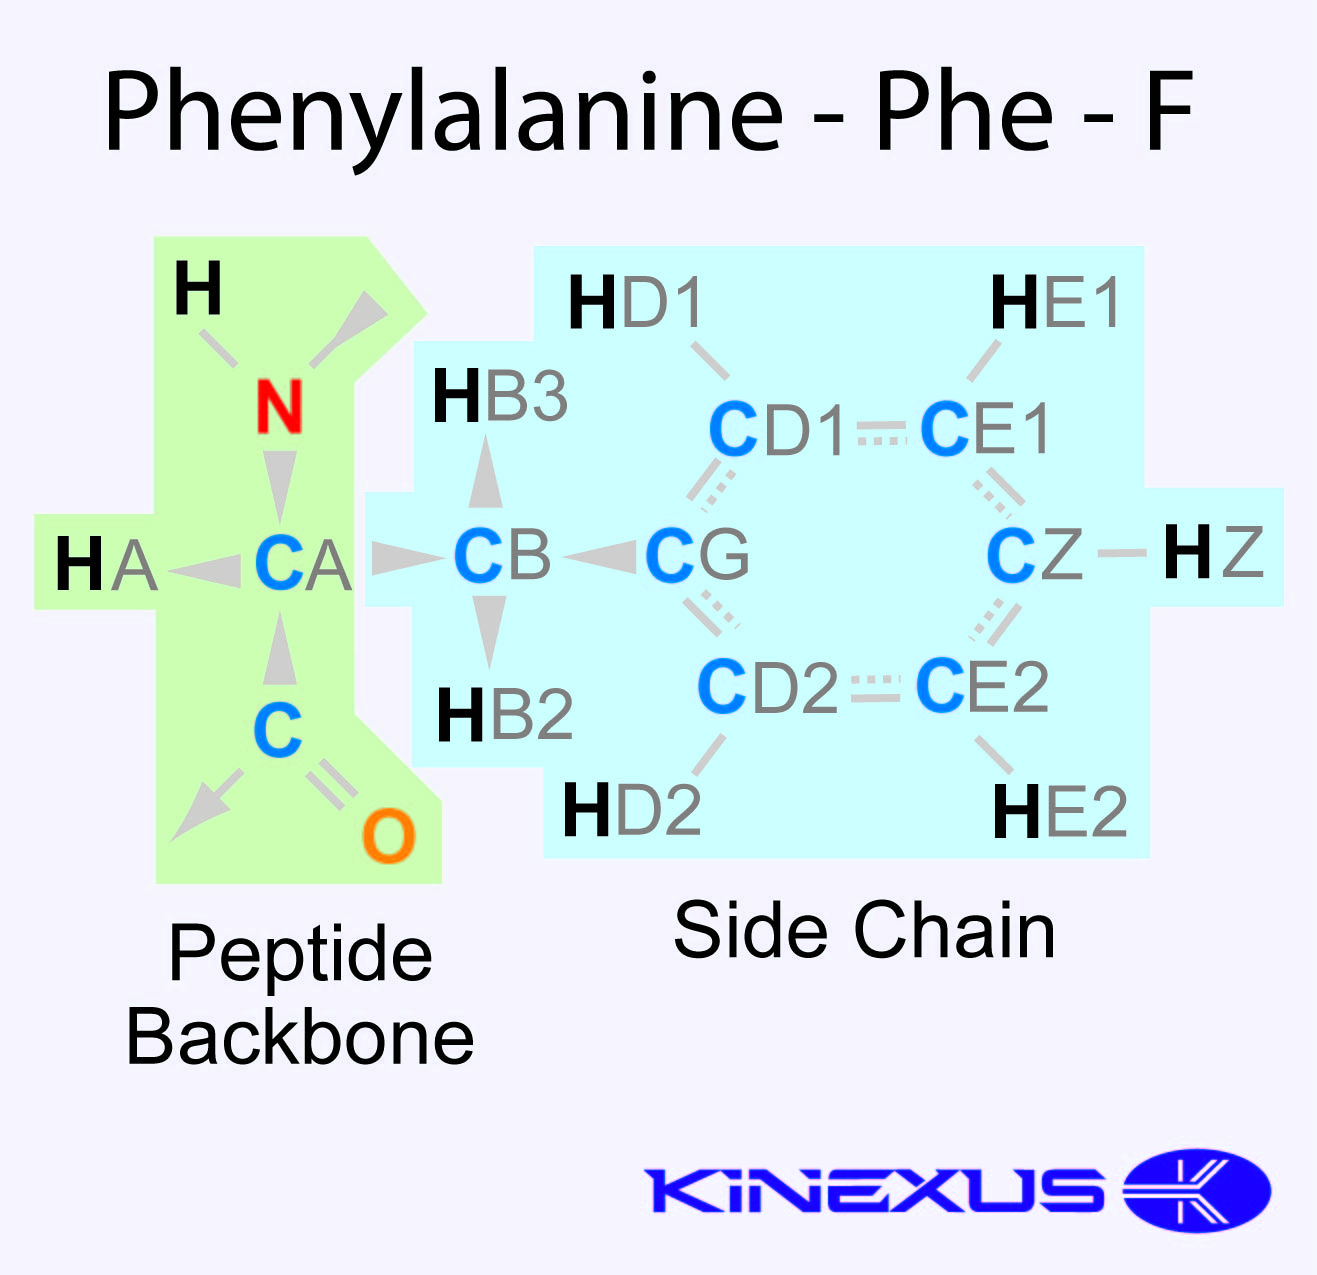 Phenylalanine - Phe - F
H
HD1
HE1
HB3
N
CD1
CE1
HA
CA
CB
CG
CZ
HZ
C
HB2
CD2
CE2
O
HD2
HE2
Peptide
Backbone
Side Chain
KiNEXUS